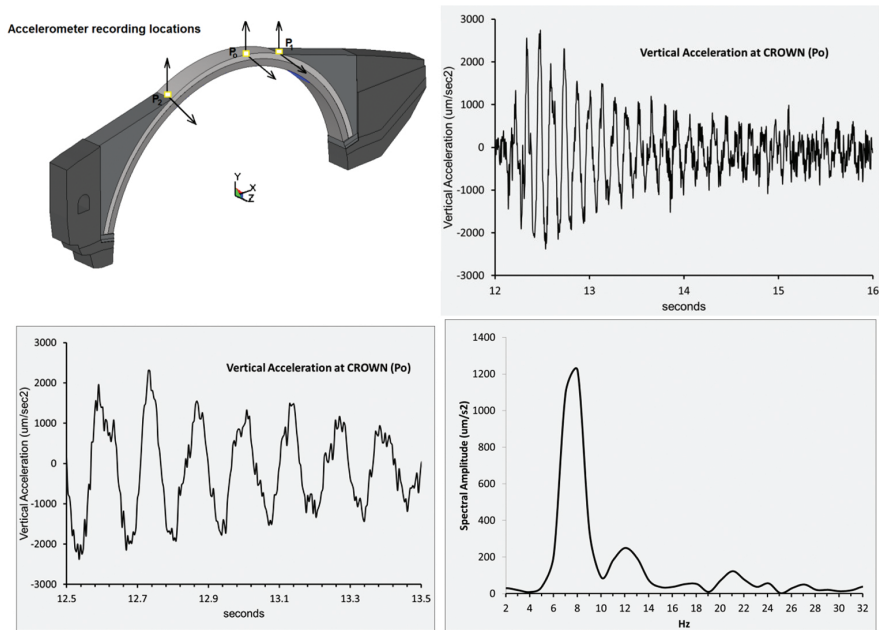 Accelerometer recording locations
P₀
P₁
P₂
Y
X
Z
Vertical Acceleration at CROWN (Po)
Vertical Acceleration (um/sec2)
3000
2000
1000
0
-1000
-2000
-3000
12 13 14 15 16
seconds
Vertical Acceleration at CROWN (Po)
Vertical Acceleration (um/sec2)
3000
2000
1000
0
-1000
-2000
-3000
12.5 12.7 12.9 13.1 13.3 13.5
seconds
Spectral Amplitude (um/s2)
1400
1200
1000
800
600
400
200
0
2 4 6 8 10 12 14 16 18 20 22 24 26 28 30 32
Hz